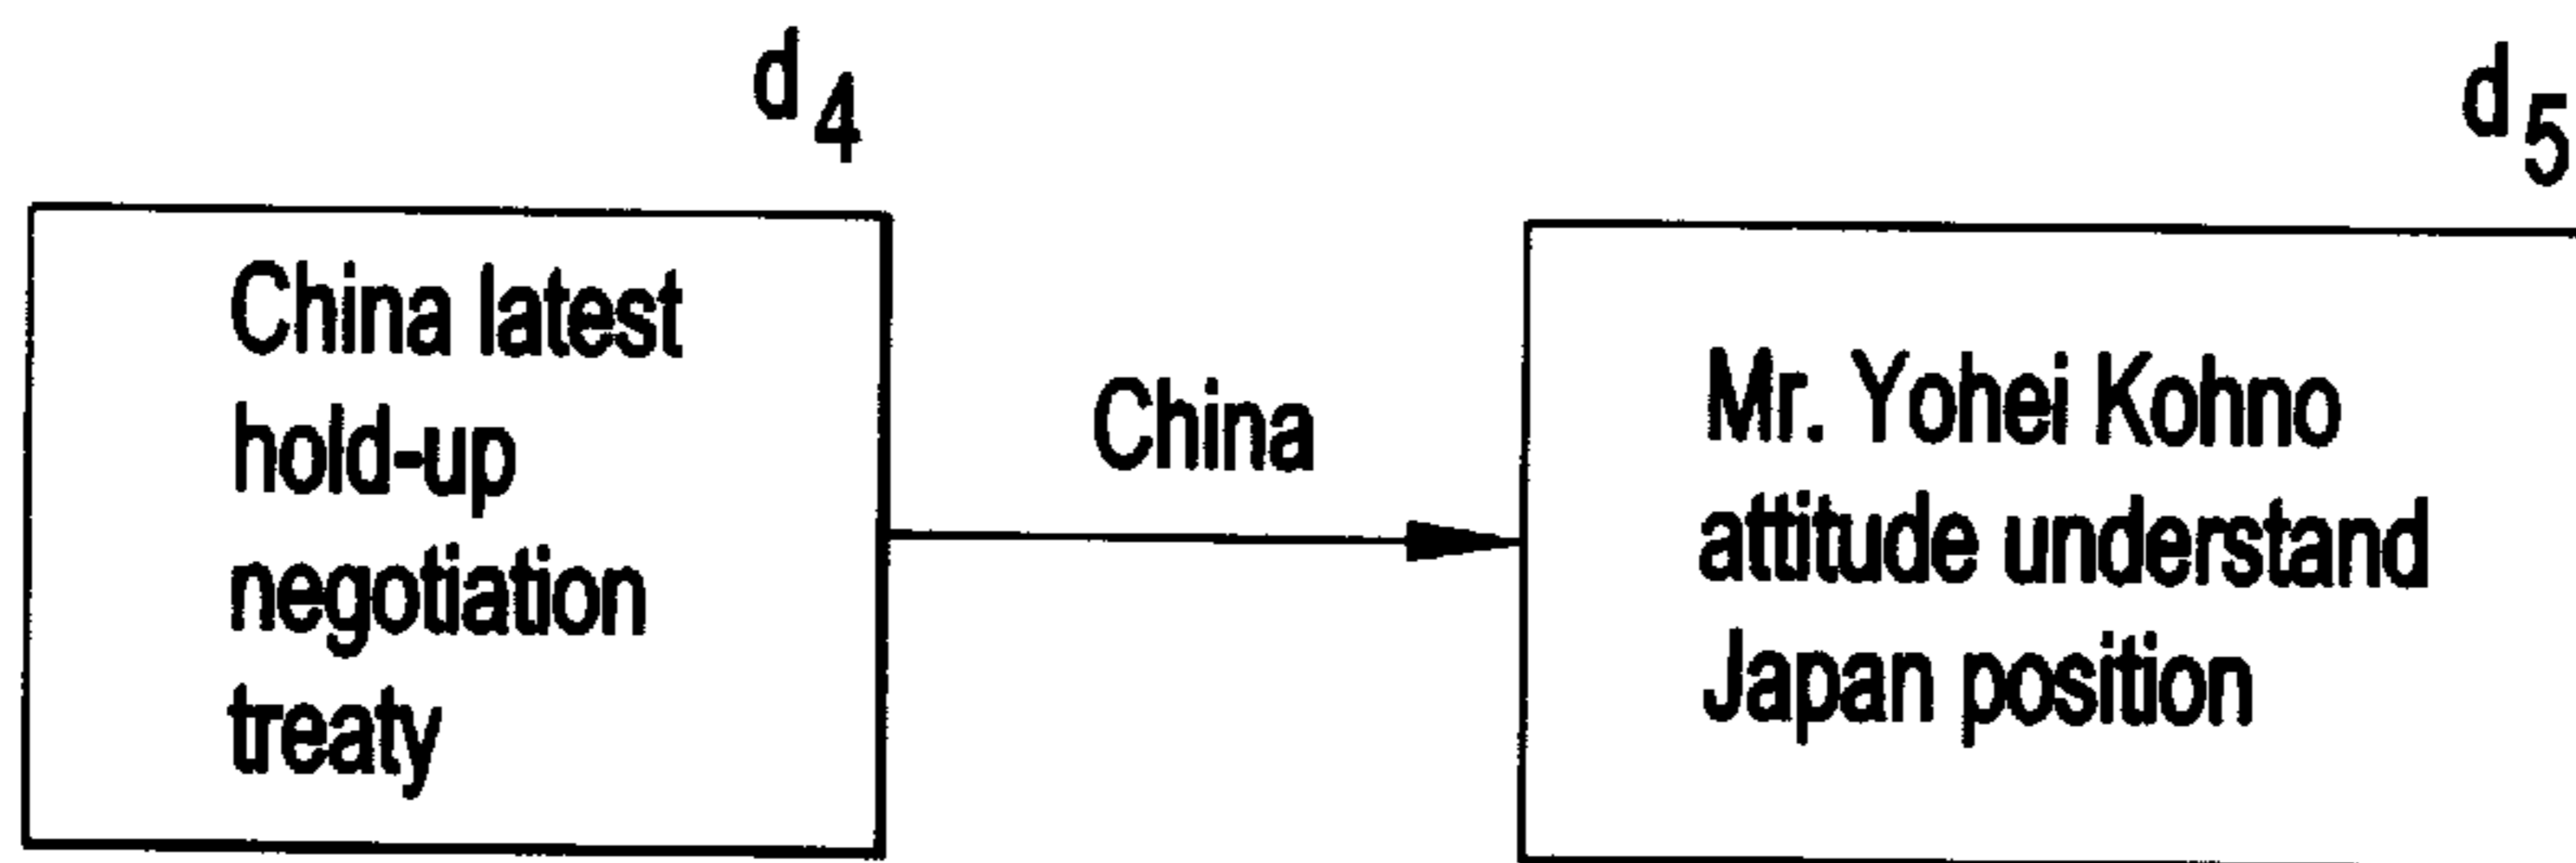 d4
China latest
hold-up
negotiation
treaty
China
d5
Mr. Yohei Kohno
attitude understand
Japan position